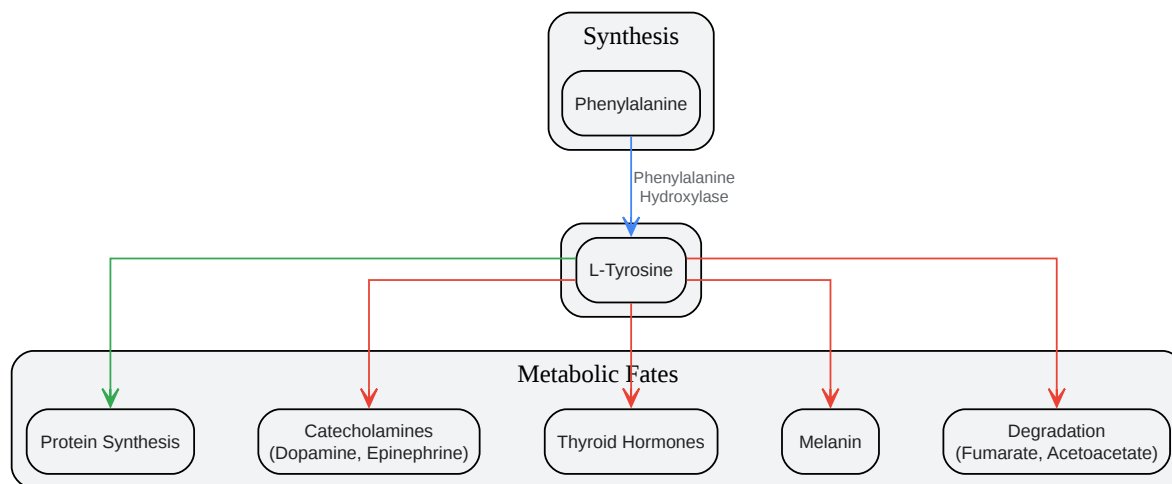 Synthesis
Phenylalanine
Phenylalanine
Hydroxylase
L-Tyrosine
Metabolic Fates
Protein Synthesis
Catecholamines
(Dopamine, Epinephrine)
Thyroid Hormones
Melanin
Degradation
(Fumarate, Acetoacetate)